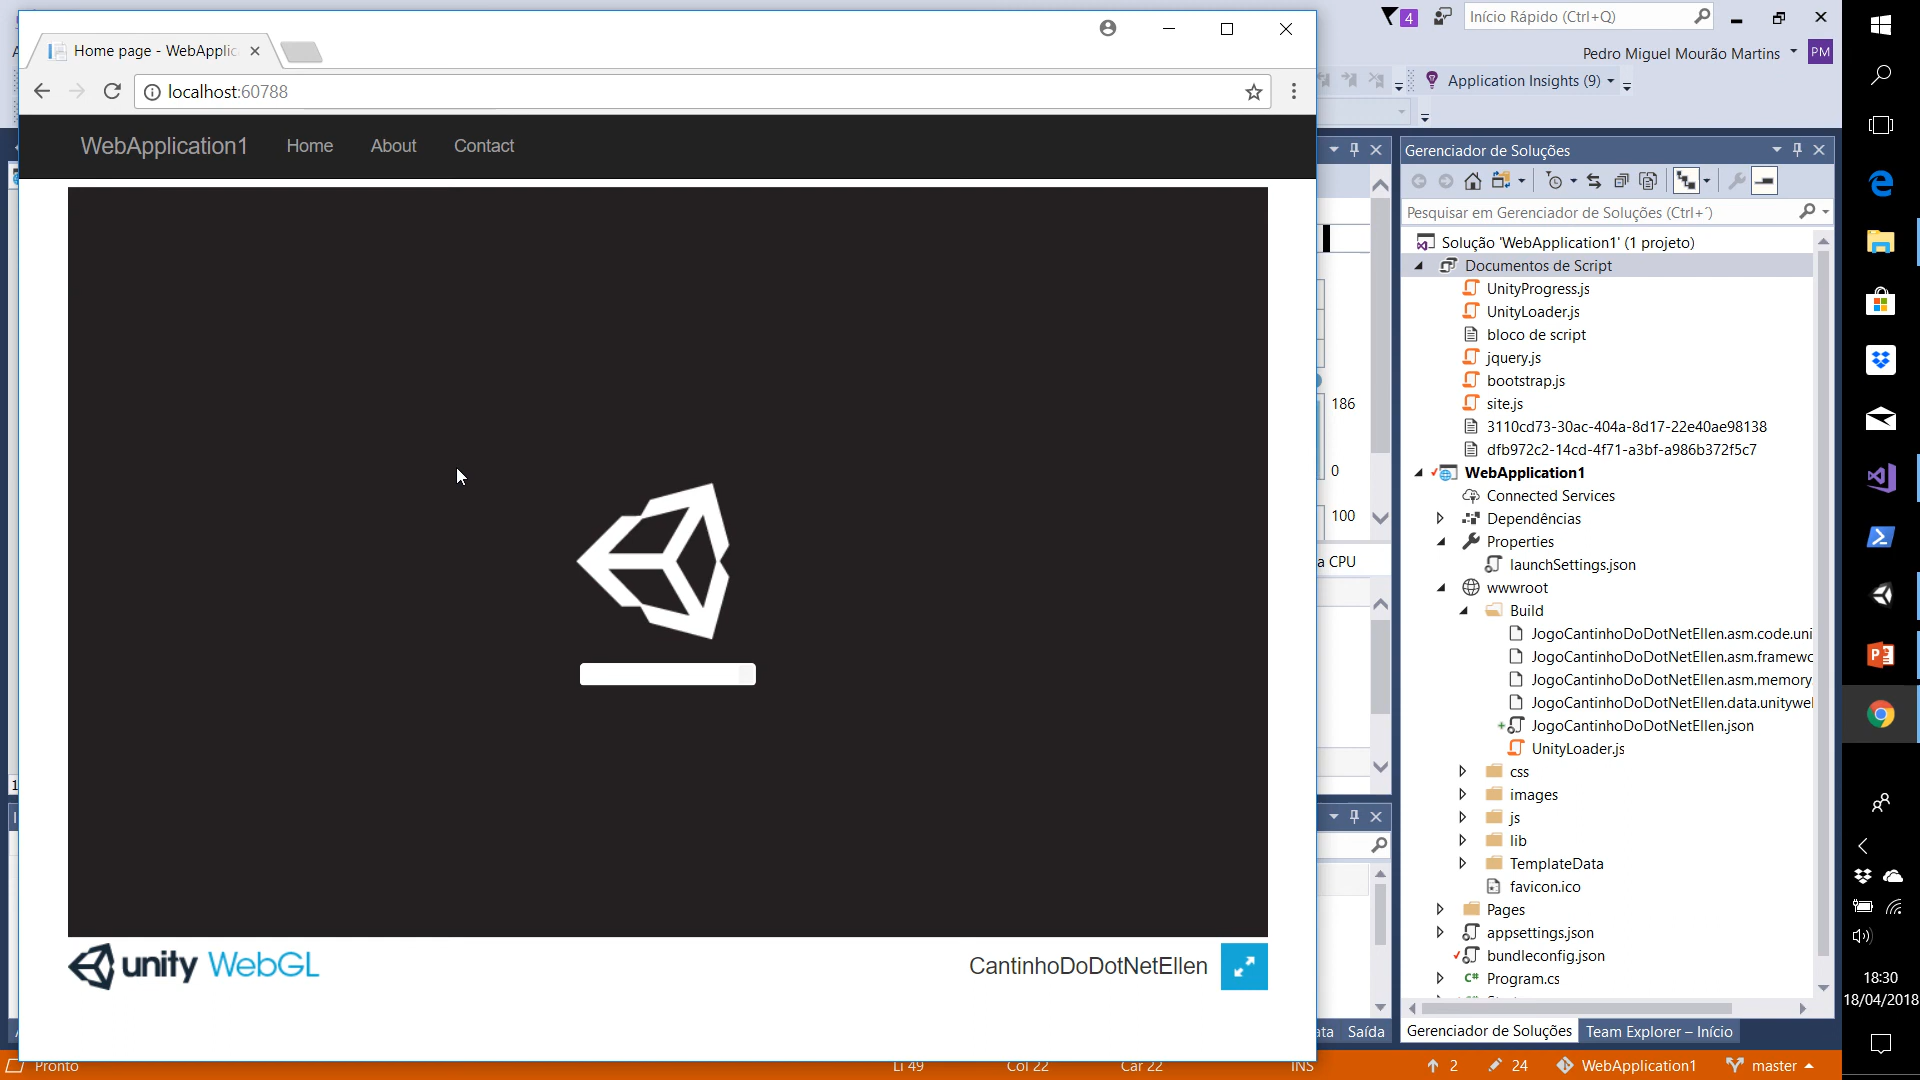 Home page - WebApplic
localhost:60788
WebApplication1
Home
About
Contact
unity WebGL
CantinhoDoDotNetEllen
4
Início Rápido (Ctrl+Q)
Pedro Miguel Mourão Martins
PM
Application Insights (9)
186
0
100
a CPU
Gerenciador de Soluções
Pesquisar em Gerenciador de Soluções (Ctrl+´)
Solução 'WebApplication1' (1 projeto)
Documentos de Script
UnityProgress.js
UnityLoader.js
bloco de script
jquery.js
bootstrap.js
site.js
3110cd73-30ac-404a-8d17-22e40ae98138
dfb972c2-14cd-4f71-a3bf-a986b372f5c7
WebApplication1
Connected Services
Dependências
Properties
launchSettings.json
wwwroot
Build
JogoCantinhoDoDotNetEllen.asm.code.uni
JogoCantinhoDoDotNetEllen.asm.framewo
JogoCantinhoDoDotNetEllen.asm.memory.
JogoCantinhoDoDotNetEllen.data.unitywel
JogoCantinhoDoDotNetEllen.json
UnityLoader.js
css
images
js
lib
TemplateData
favicon.ico
Pages
appsettings.json
bundleconfig.json
C# Program.cs
Saída
Gerenciador de Soluções
Team Explorer – Início
Pronto
Li 49
Col 22
Car 22
INS
2
24
WebApplication1
master
18:30
18/04/2018